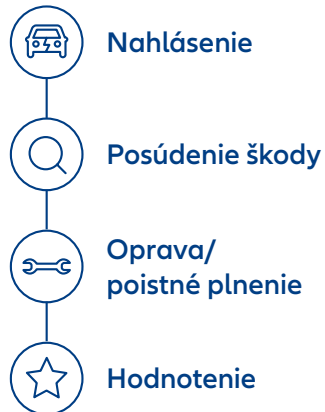 Nahlásenie
Posúdenie škody
Oprava/
poistné plnenie
Hodnotenie